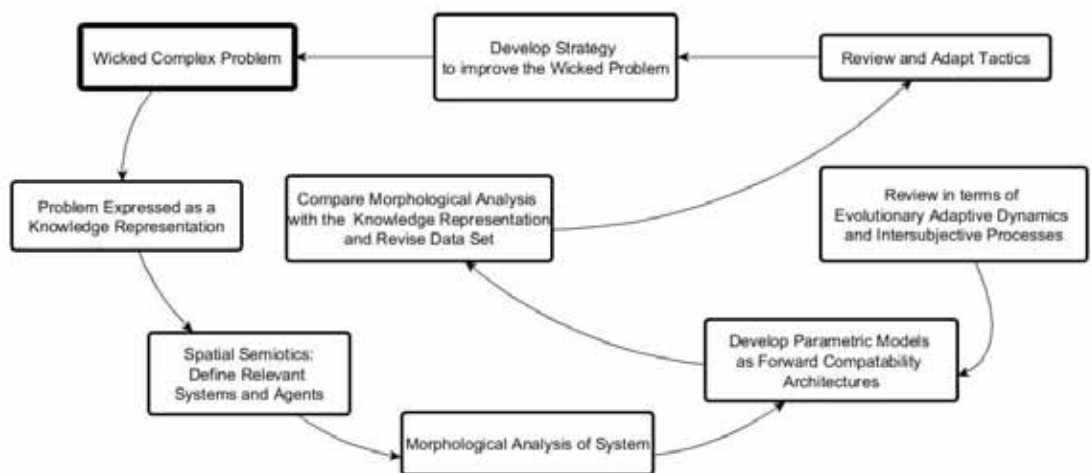 Wicked Complex Problem
Develop Strategy
to improve the Wicked Problem
Review and Adapt Tactics
Problem Expressed as a
Knowledge Representation
Compare Morphological Analysis
with the Knowledge Representation
and Revise Data Set
Review in terms of
Evolutionary Adaptive Dynamics
and Intersubjective Processes
Spatial Semiotics:
Define Relevant
Systems and Agents
Develop Parametric Models
as Forward Compatability
Architectures
Morphological Analysis of System